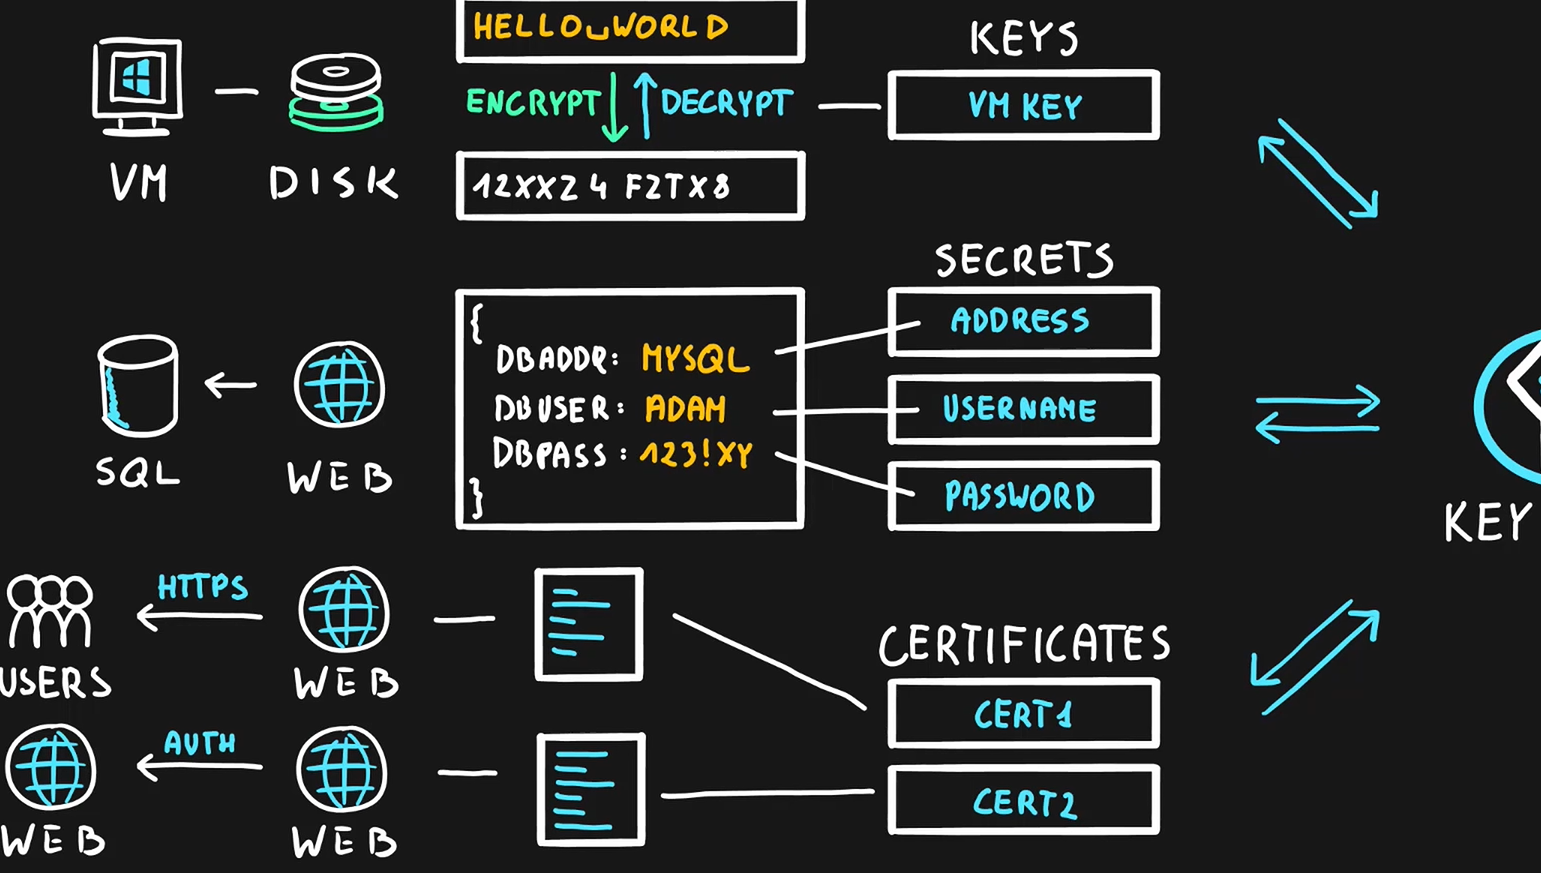 HELLO␣WORLD
KEYS
ENCRYPT DECRYPT
VM KEY
VM
DISK
12XXZ4 FZTX8
SECRETS
{
ADDRESS
DBADDR: MYSQL
DBUSER: ADAM
USERNAME
DBPASS: 123!XY
}
PASSWORD
SQL
WEB
KEY
HTTPS
USERS
WEB
CERTIFICATES
CERT1
AUTH
CERT2
WEB
WEB